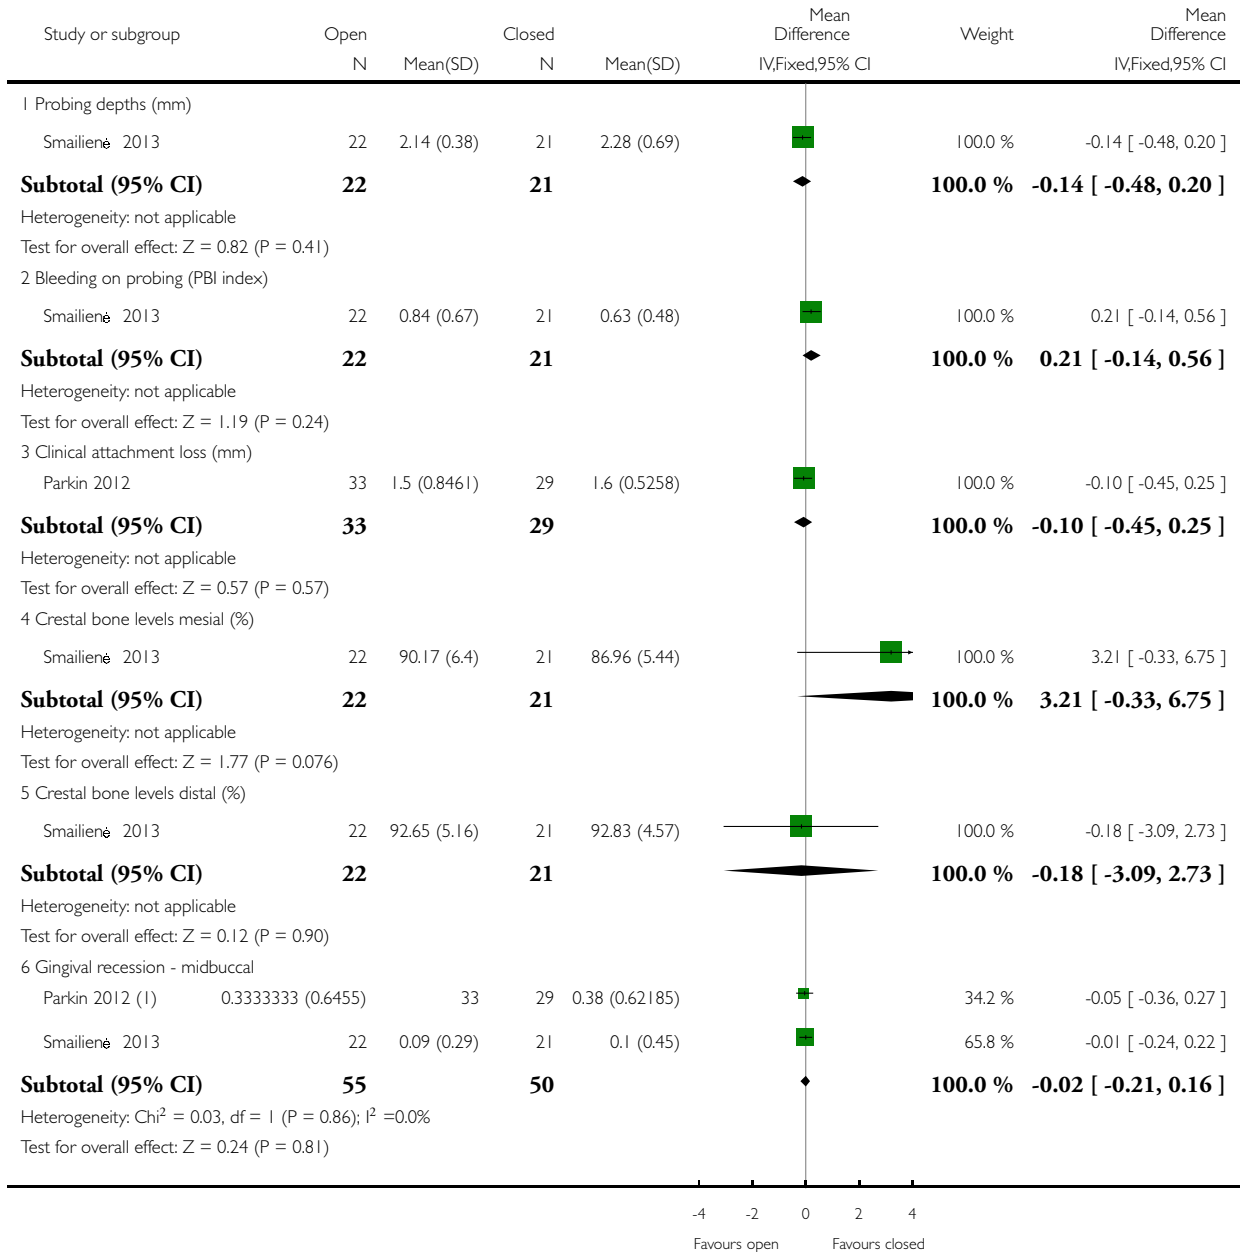 Mean Mean
Study or subgroup Open Closed Difference Weight Difference
N Mean(SD) N Mean(SD) IV,Fixed,95% CI IV,Fixed,95% CI
1 Probing depths (mm)
Smailienė 2013 22 2.14 (0.38) 21 2.28 (0.69) 100.0 % -0.14 [ -0.48, 0.20 ]
Subtotal (95% CI) 22 21 100.0 % -0.14 [ -0.48, 0.20 ]
Heterogeneity: not applicable
Test for overall effect: Z = 0.82 (P = 0.41)
2 Bleeding on probing (PBI index)
Smailienė 2013 22 0.84 (0.67) 21 0.63 (0.48) 100.0 % 0.21 [ -0.14, 0.56 ]
Subtotal (95% CI) 22 21 100.0 % 0.21 [ -0.14, 0.56 ]
Heterogeneity: not applicable
Test for overall effect: Z = 1.19 (P = 0.24)
3 Clinical attachment loss (mm)
Parkin 2012 33 1.5 (0.8461) 29 1.6 (0.5258) 100.0 % -0.10 [ -0.45, 0.25 ]
Subtotal (95% CI) 33 29 100.0 % -0.10 [ -0.45, 0.25 ]
Heterogeneity: not applicable
Test for overall effect: Z = 0.57 (P = 0.57)
4 Crestal bone levels mesial (%)
Smailienė 2013 22 90.17 (6.4) 21 86.96 (5.44) 100.0 % 3.21 [ -0.33, 6.75 ]
Subtotal (95% CI) 22 21 100.0 % 3.21 [ -0.33, 6.75 ]
Heterogeneity: not applicable
Test for overall effect: Z = 1.77 (P = 0.076)
5 Crestal bone levels distal (%)
Smailienė 2013 22 92.65 (5.16) 21 92.83 (4.57) 100.0 % -0.18 [ -3.09, 2.73 ]
Subtotal (95% CI) 22 21 100.0 % -0.18 [ -3.09, 2.73 ]
Heterogeneity: not applicable
Test for overall effect: Z = 0.12 (P = 0.90)
6 Gingival recession - midbuccal
Parkin 2012 (1) 0.3333333 (0.6455) 33 29 0.38 (0.62185) 34.2 % -0.05 [ -0.36, 0.27 ]
Smailienė 2013 22 0.09 (0.29) 21 0.1 (0.45) 65.8 % -0.01 [ -0.24, 0.22 ]
Subtotal (95% CI) 55 50 100.0 % -0.02 [ -0.21, 0.16 ]
Heterogeneity: Chi² = 0.03, df = 1 (P = 0.86); I² =0.0%
Test for overall effect: Z = 0.24 (P = 0.81)
-4 -2 0 2 4
Favours open Favours closed